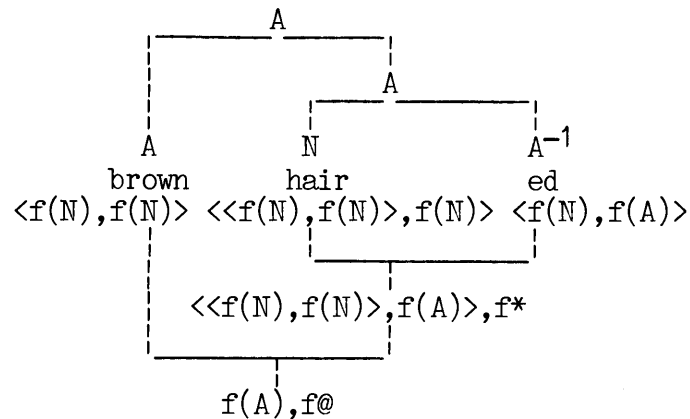 A
A
A N A⁻¹
brown hair ed
<f(N),f(N)> <<f(N),f(N)>,f(N)> <f(N),f(A)>
<<f(N),f(N)>,f(A)>,f*
f(A),f@